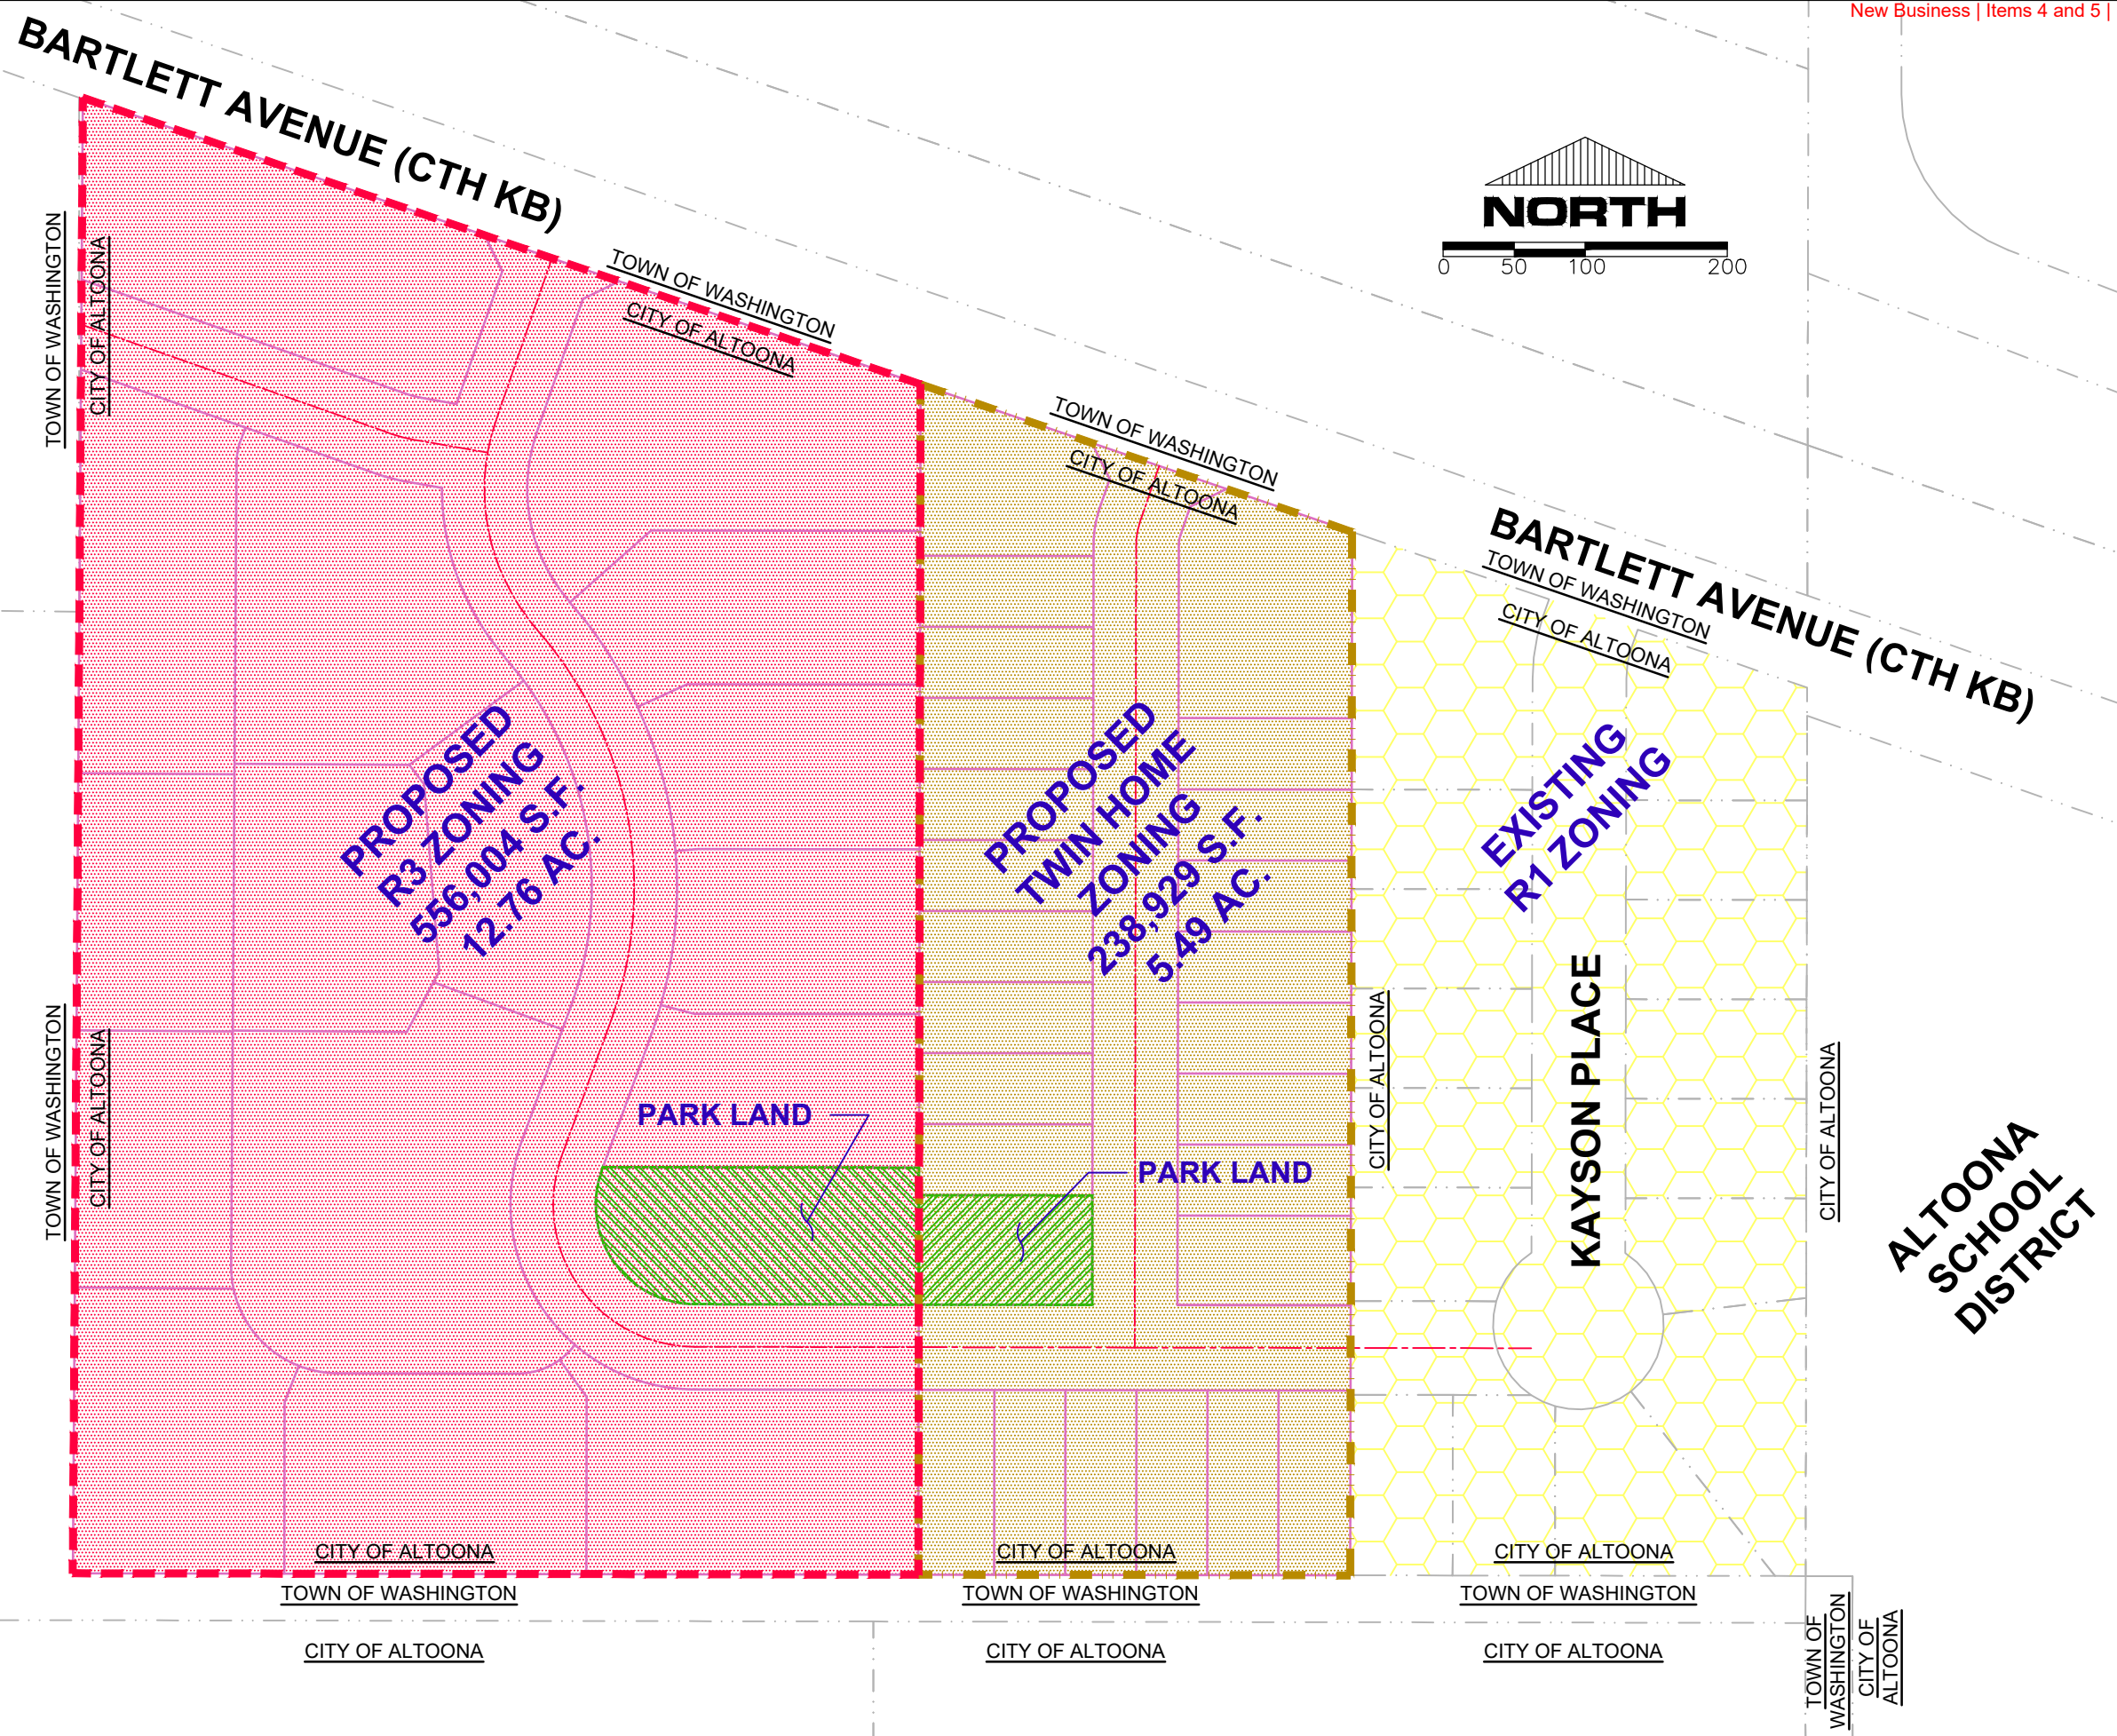 New Business | Items 4 and 5 |
BARTLETT AVENUE (CTH KB)
NORTH
0 50 100 200
TOWN OF WASHINGTON
CITY OF ALTOONA
TOWN OF WASHINGTON
CITY OF ALTOONA
TOWN OF WASHINGTON
CITY OF ALTOONA
BARTLETT AVENUE (CTH KB)
TOWN OF WASHINGTON
CITY OF ALTOONA
PROPOSED
R3 ZONING
556,004 S.F.
12.76 AC.
PROPOSED
TWIN HOME
ZONING
238,929 S.F.
5.49 AC.
EXISTING
R1 ZONING
KAYSON PLACE
TOWN OF WASHINGTON
CITY OF ALTOONA
CITY OF ALTOONA
CITY OF ALTOONA
PARK LAND
PARK LAND
ALTOONA
SCHOOL
DISTRICT
CITY OF ALTOONA
TOWN OF WASHINGTON
CITY OF ALTOONA
CITY OF ALTOONA
TOWN OF WASHINGTON
CITY OF ALTOONA
CITY OF ALTOONA
TOWN OF WASHINGTON
CITY OF ALTOONA
TOWN OF
WASHINGTON
CITY OF
ALTOONA